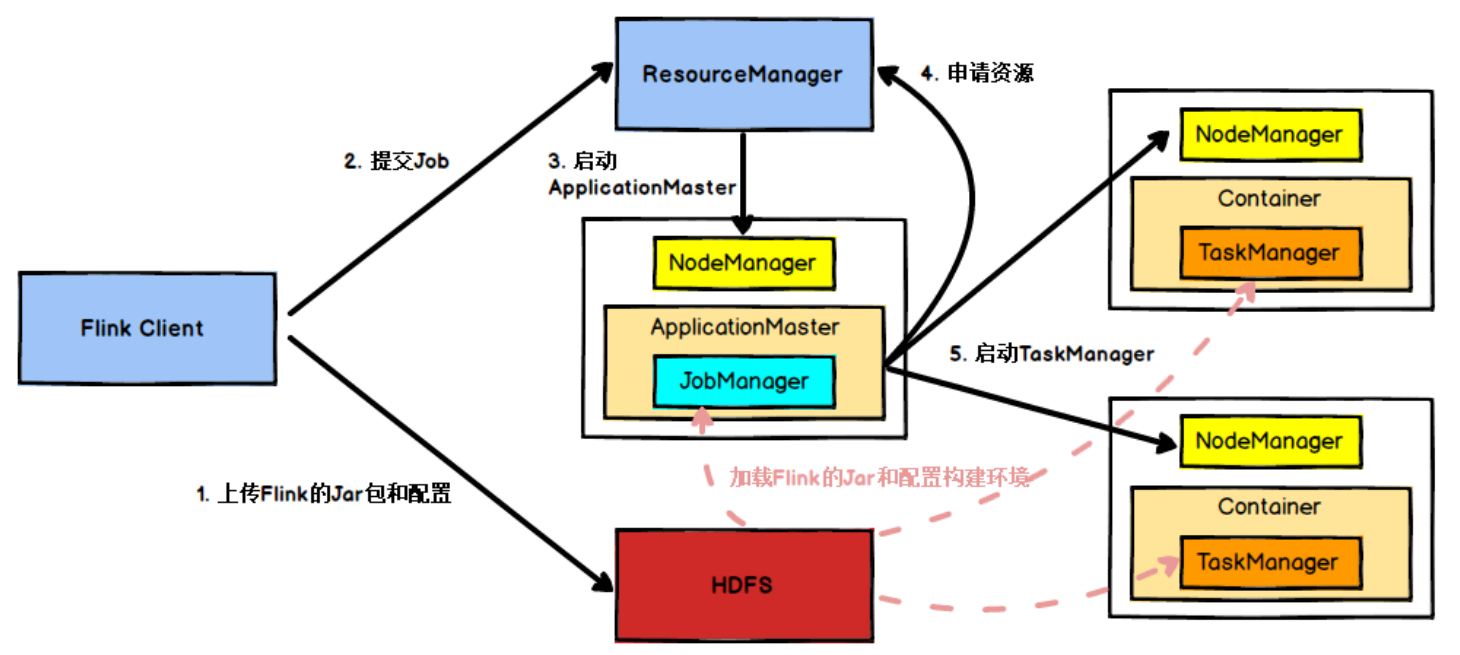 ResourceManager
4. 申请资源
NodeManager
2. 提交Job
3. 启动
ApplicationMaster
Container
TaskManager
NodeManager
Flink Client
ApplicationMaster
JobManager
5. 启动TaskManager
NodeManager
1. 上传Flink的Jar包和配置
加载Flink的Jar和配置构建环境
Container
TaskManager
HDFS